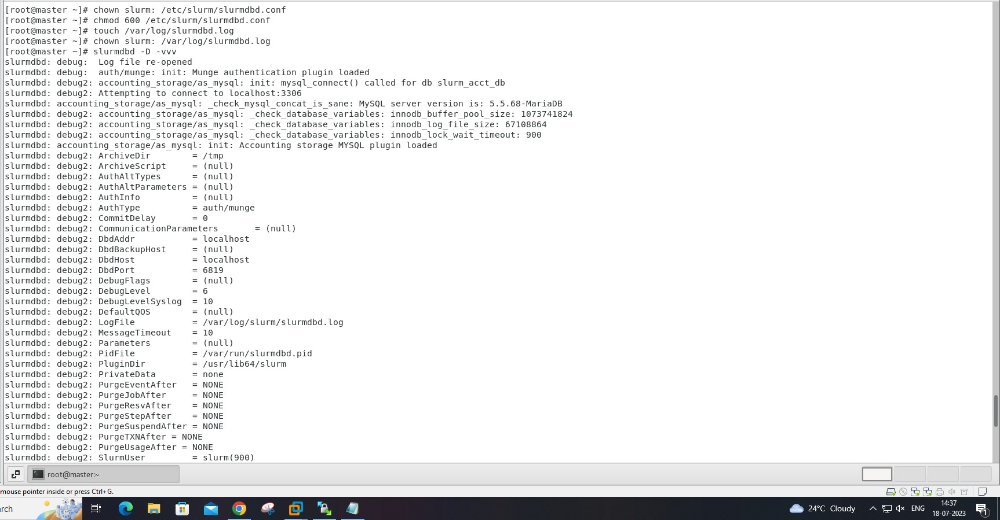 [root@master ~]# chown slurm: /etc/slurm/slurmdbd.conf
[root@master ~]# chmod 600 /etc/slurm/slurmdbd.conf
[root@master ~]# touch /var/log/slurmdbd.log
[root@master ~]# chown slurm: /var/log/slurmdbd.log
[root@master ~]# slurmdbd -D -vvv
slurmdbd: debug:  Log file re-opened
slurmdbd: debug:  auth/munge: init: Munge authentication plugin loaded
slurmdbd: debug2: accounting_storage/as_mysql: init: mysql_connect() called for db slurm_acct_db
slurmdbd: debug2: Attempting to connect to localhost:3306
slurmdbd: accounting_storage/as_mysql: _check_mysql_concat_is_sane: MySQL server version is: 5.5.68-MariaDB
slurmdbd: debug2: accounting_storage/as_mysql: _check_database_variables: innodb_buffer_pool_size: 1073741824
slurmdbd: debug2: accounting_storage/as_mysql: _check_database_variables: innodb_log_file_size: 67108864
slurmdbd: debug2: accounting_storage/as_mysql: _check_database_variables: innodb_lock_wait_timeout: 900
slurmdbd: accounting_storage/as_mysql: init: Accounting storage MYSQL plugin loaded
slurmdbd: debug2: ArchiveDir        = /tmp
slurmdbd: debug2: ArchiveScript     = (null)
slurmdbd: debug2: AuthAltTypes      = (null)
slurmdbd: debug2: AuthAltParameters = (null)
slurmdbd: debug2: AuthInfo          = (null)
slurmdbd: debug2: AuthType          = auth/munge
slurmdbd: debug2: CommitDelay       = 0
slurmdbd: debug2: CommunicationParameters       = (null)
slurmdbd: debug2: DbdAddr           = localhost
slurmdbd: debug2: DbdBackupHost     = (null)
slurmdbd: debug2: DbdHost           = localhost
slurmdbd: debug2: DbdPort           = 6819
slurmdbd: debug2: DebugFlags        = (null)
slurmdbd: debug2: DebugLevel        = 6
slurmdbd: debug2: DebugLevelSyslog  = 10
slurmdbd: debug2: DefaultQOS        = (null)
slurmdbd: debug2: LogFile           = /var/log/slurm/slurmdbd.log
slurmdbd: debug2: MessageTimeout    = 10
slurmdbd: debug2: Parameters        = (null)
slurmdbd: debug2: PidFile           = /var/run/slurmdbd.pid
slurmdbd: debug2: PluginDir         = /usr/lib64/slurm
slurmdbd: debug2: PrivateData       = none
slurmdbd: debug2: PurgeEventAfter   = NONE
slurmdbd: debug2: PurgeJobAfter     = NONE
slurmdbd: debug2: PurgeResvAfter    = NONE
slurmdbd: debug2: PurgeStepAfter    = NONE
slurmdbd: debug2: PurgeSuspendAfter = NONE
slurmdbd: debug2: PurgeTXNAfter = NONE
slurmdbd: debug2: PurgeUsageAfter = NONE
slurmdbd: debug2: SlurmUser         = slurm(900)
root@master:~
mouse pointer inside or press Ctrl+G.
rch
24°C Cloudy
ENG
14:37
18-07-2023
1